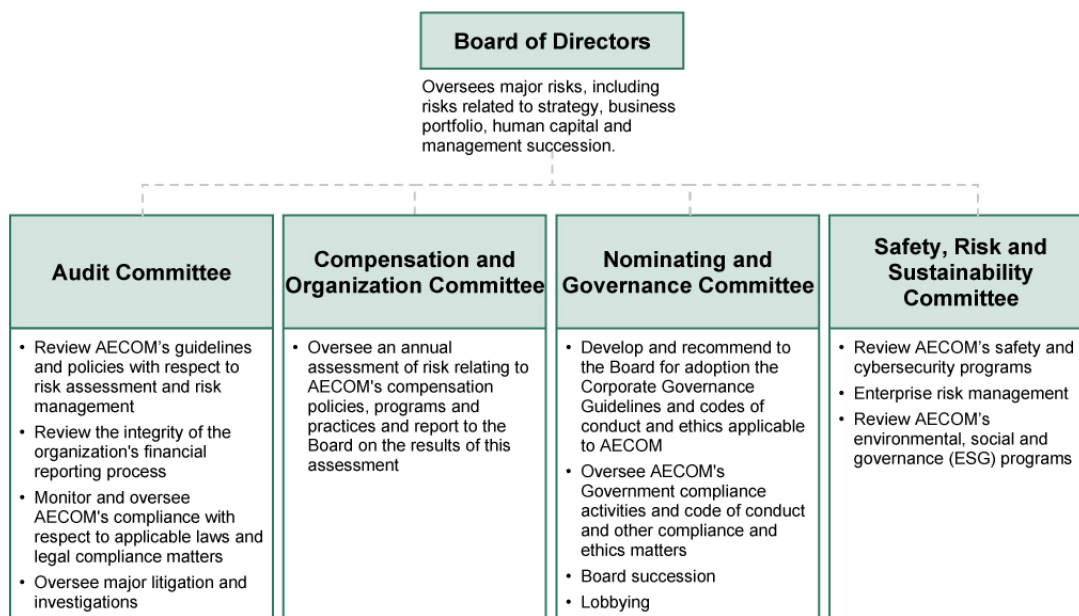 Board of Directors
Oversees major risks, including
risks related to strategy, business
portfolio, human capital and
management succession.
Audit Committee
• Review AECOM’s guidelines
and policies with respect to
risk assessment and risk
management
• Review the integrity of the
organization's financial
reporting process
• Monitor and oversee
AECOM's compliance with
respect to applicable laws and
legal compliance matters
• Oversee major litigation and
investigations
Compensation and
Organization Committee
• Oversee an annual
assessment of risk relating to
AECOM's compensation
policies, programs and
practices and report to the
Board on the results of this
assessment
Nominating and
Governance Committee
• Develop and recommend to
the Board for adoption the
Corporate Governance
Guidelines and codes of
conduct and ethics applicable
to AECOM
• Oversee AECOM's
Government compliance
activities and code of conduct
and other compliance and
ethics matters
• Board succession
• Lobbying
Safety, Risk and
Sustainability
Committee
• Review AECOM’s safety and
cybersecurity programs
• Enterprise risk management
• Review AECOM’s
environmental, social and
governance (ESG) programs